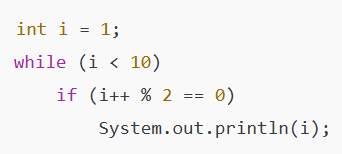 int i = 1;
while (i < 10)
    if (i++ % 2 == 0)
        System.out.println(i);